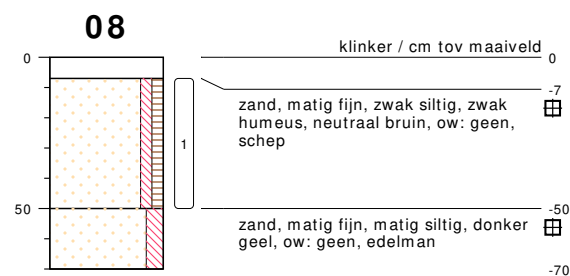 08
klinker / cm tov maaiveld
0
0
-7
zand, matig fijn, zwak siltig, zwak
humeus, neutraal bruin, ow: geen,
schep
1
50
-50
zand, matig fijn, matig siltig, donker
geel, ow: geen, edelman
-70